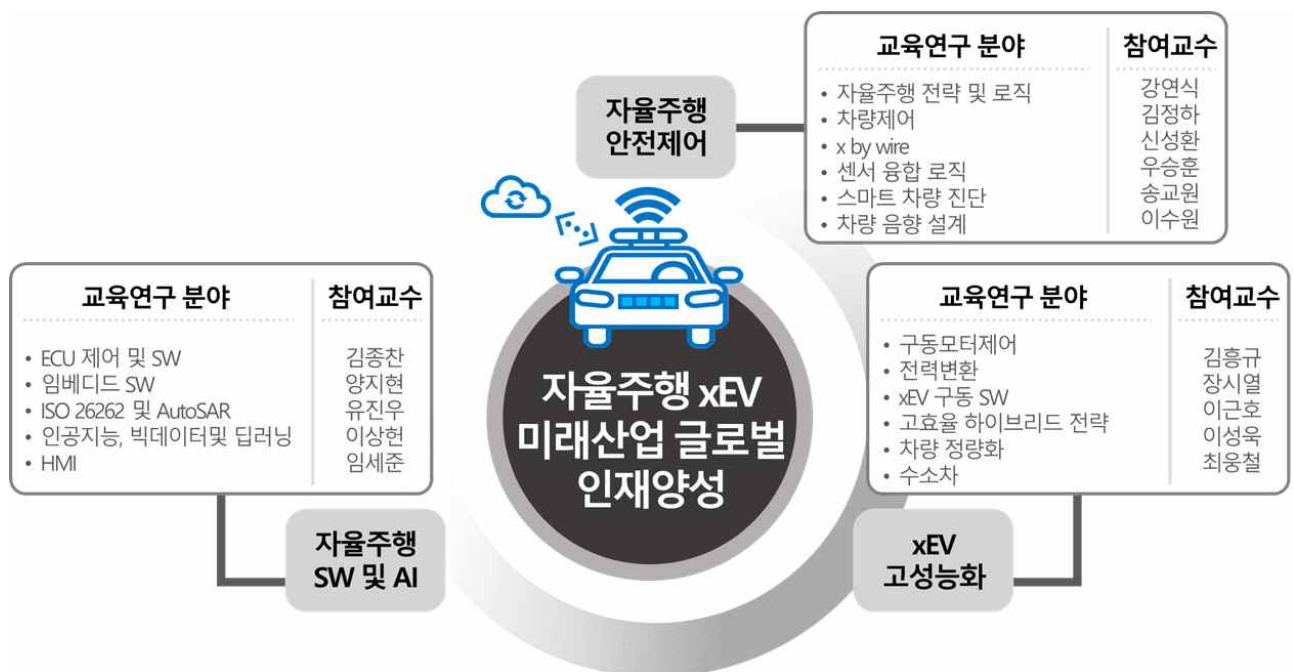 교육연구 분야
참여교수
• 자율주행 전략 및 로직
• 차량제어
• x by wire
• 센서 융합 로직
• 스마트 차량 진단
• 차량 음향 설계
강연식
김정하
신성환
우승훈
송교원
이수원
자율주행
안전제어
교육연구 분야
참여교수
• ECU 제어 및 SW
• 임베디드 SW
• ISO 26262 및 AutoSAR
• 인공지능, 빅데이터및 딥러닝
• HMI
김종찬
양지현
유진우
이상헌
임세준
자율주행
SW 및 AI
자율주행 xEV
미래산업 글로벌
인재양성
교육연구 분야
참여교수
• 구동모터제어
• 전력변환
• xEV 구동 SW
• 고효율 하이브리드 전략
• 차량 정량화
• 수소차
김흥규
장시열
이근호
이성욱
최웅철
xEV
고성능화